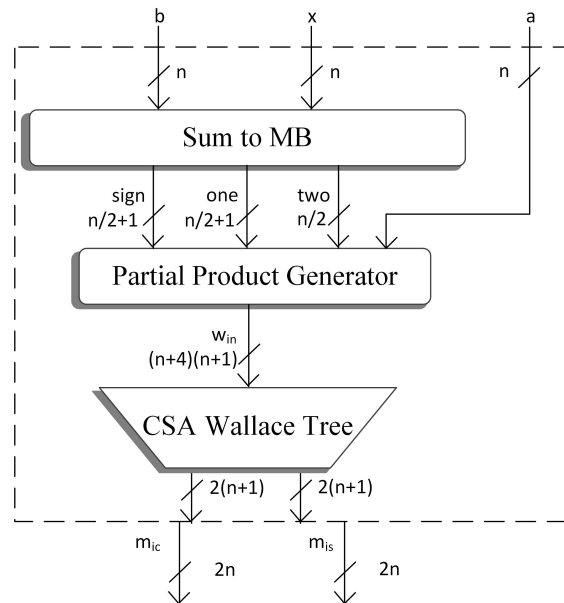 b x a
n n n
Sum to MB
sign one two
n/2+1 n/2+1 n/2
Partial Product Generator
w_in
(n+4)(n+1)
CSA Wallace Tree
2(n+1) 2(n+1)
m_ic m_is
2n 2n